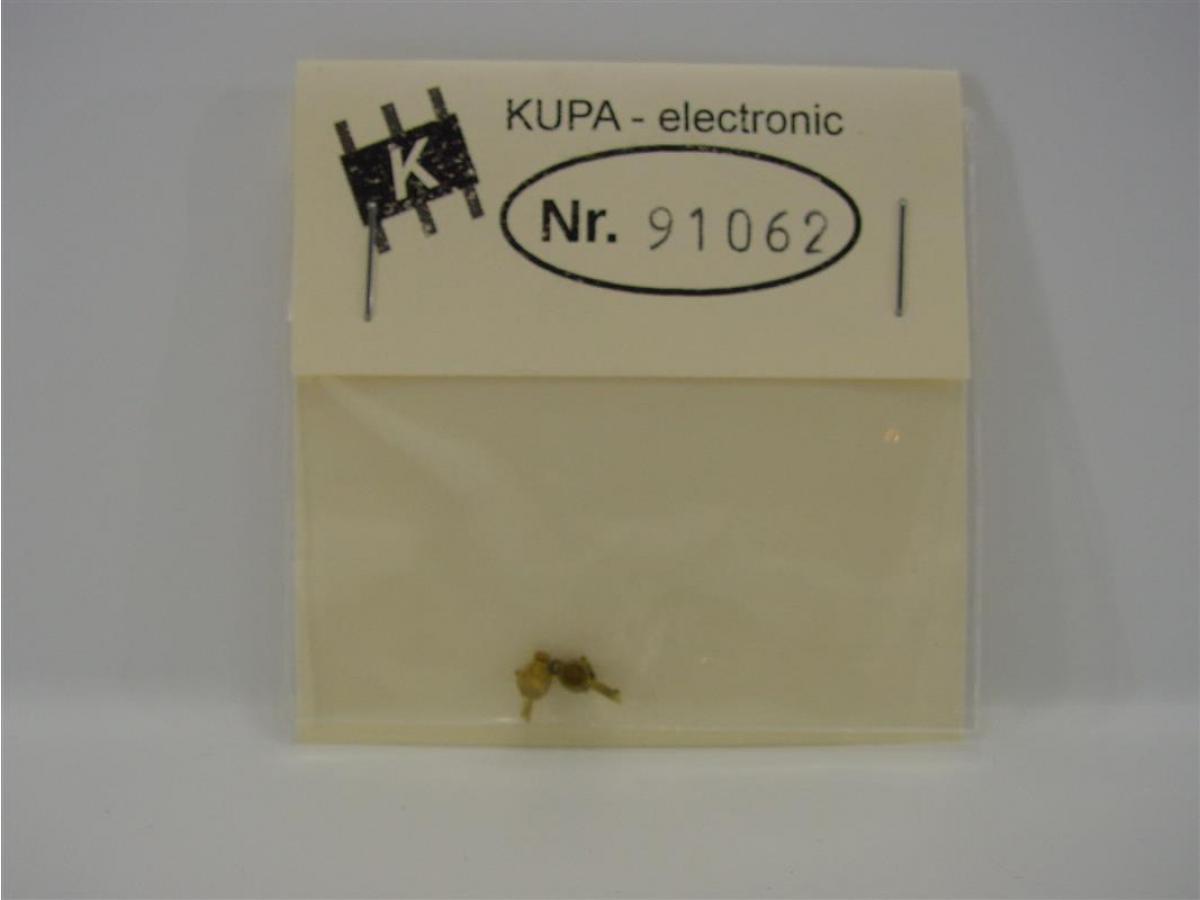 KUPA - electronic
K
Nr. 91062